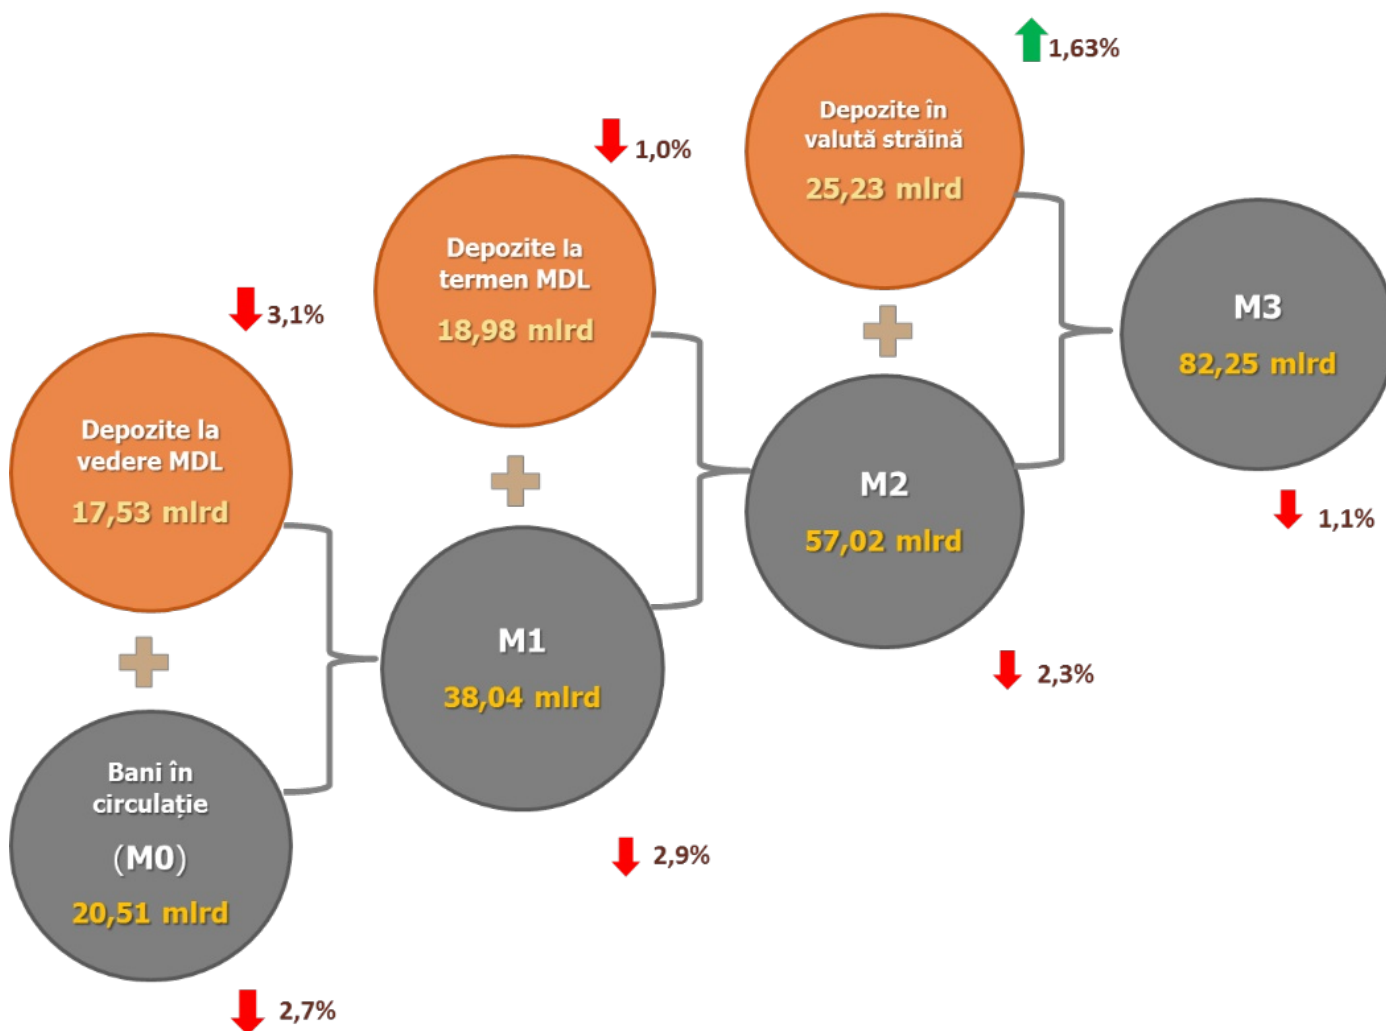 1,63%
Depozite în
valută străină
25,23 mlrd
1,0%
Depozite la
termen MDL
18,98 mlrd
M3
82,25 mlrd
1,1%
3,1%
Depozite la
vedere MDL
17,53 mlrd
M2
57,02 mlrd
2,3%
M1
38,04 mlrd
2,9%
Bani în
circulație
(M0)
20,51 mlrd
2,7%